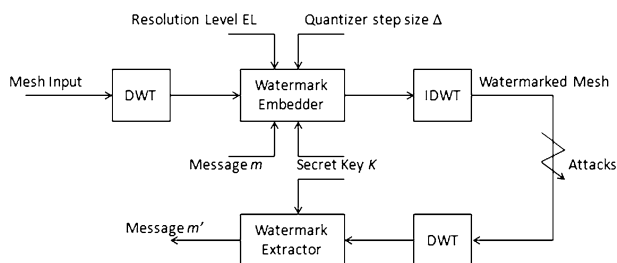 Resolution Level EL
Quantizer step size Δ
Mesh Input
DWT
Watermark
Embedder
IDWT
Watermarked Mesh
Message m
Secret Key K
Attacks
Message m'
Watermark
Extractor
DWT